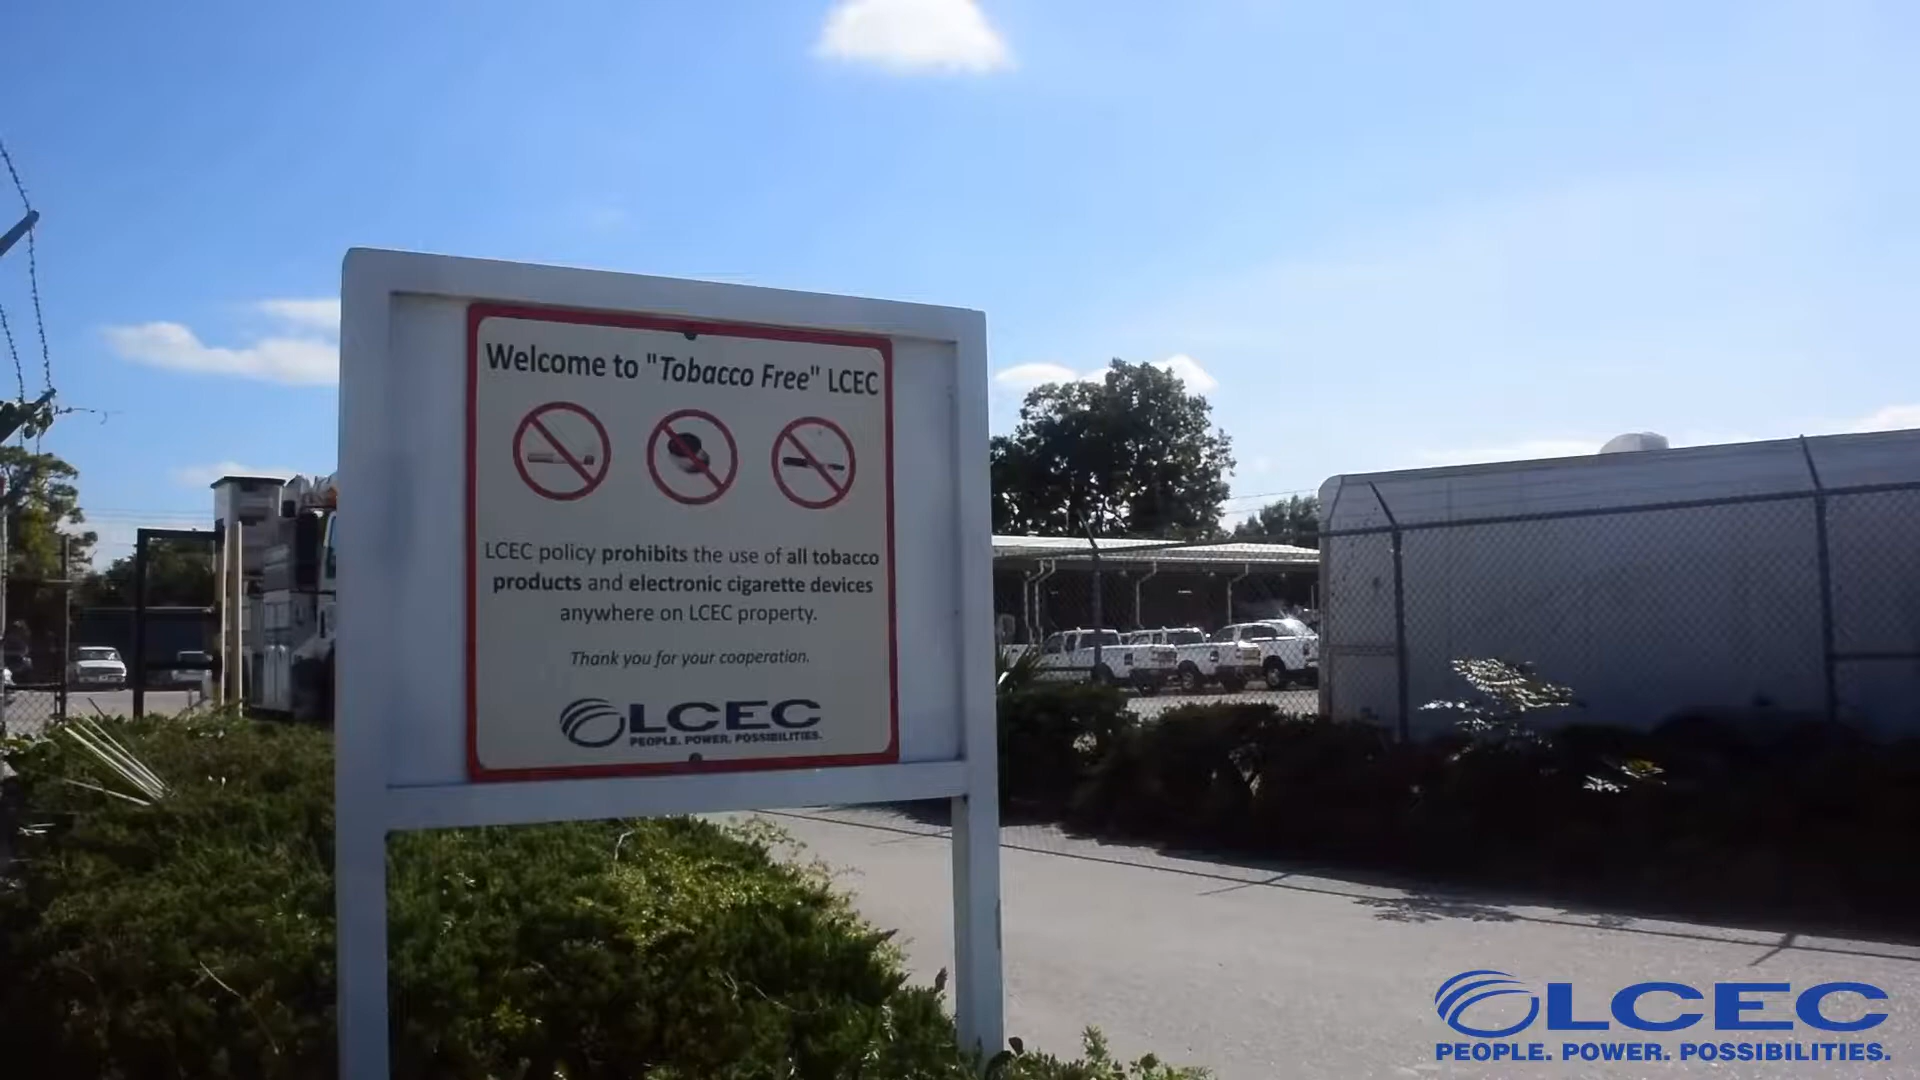 Welcome to "Tobacco Free" LCEC
LCEC policy prohibits the use of all tobacco
products and electronic cigarette devices
anywhere on LCEC property.
Thank you for your cooperation.
LCEC
PEOPLE. POWER. POSSIBILITIES.
LCEC
PEOPLE. POWER. POSSIBILITIES.